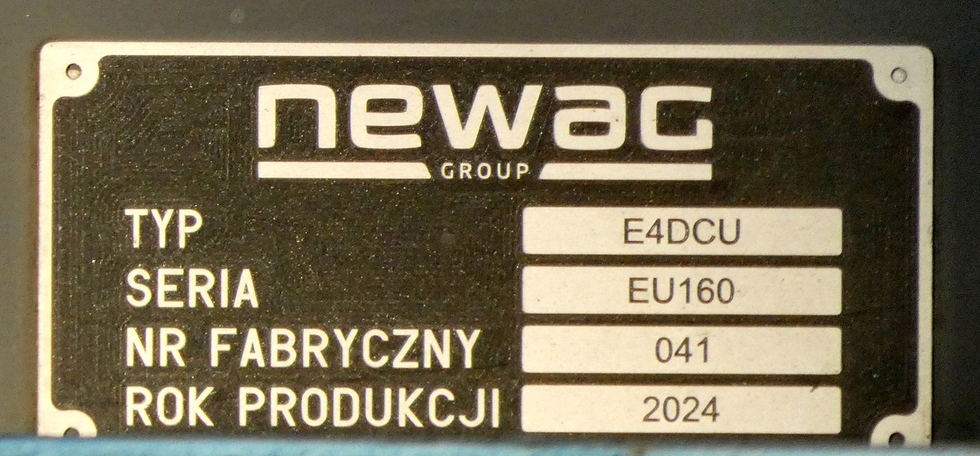 newag
GROUP
TYP E4DCU
SERIA EU160
NR FABRYCZNY 041
ROK PRODUKCJI 2024